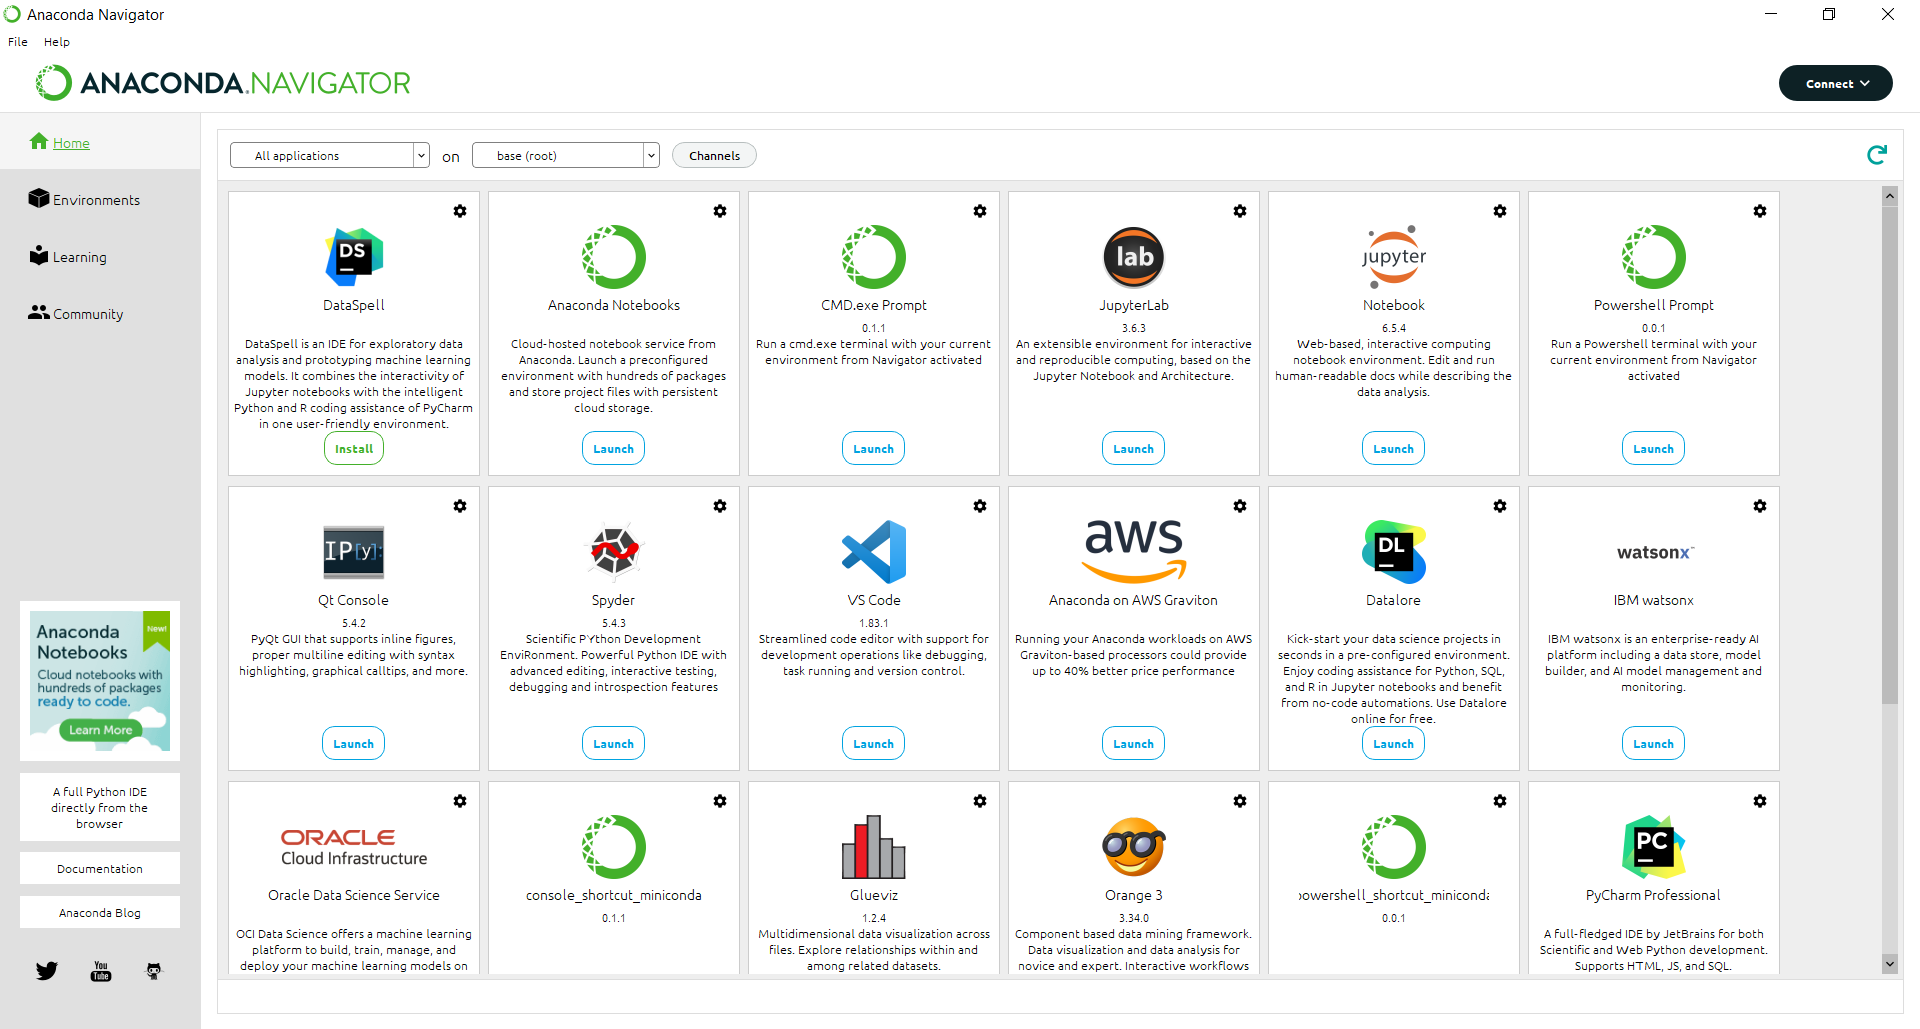 Anaconda Navigator
File Help
ANACONDA.NAVIGATOR
Connect
Home
Environments
Learning
Community
Anaconda
Notebooks
New!
Cloud notebooks with
hundreds of packages
ready to code.
Learn More
A full Python IDE
directly from the
browser
Documentation
Anaconda Blog
You
Tube
All applications on base (root) Channels
DS
DataSpell
DataSpell is an IDE for exploratory data
analysis and prototyping machine learning
models. It combines the interactivity of
Jupyter notebooks with the intelligent
Python and R coding assistance of PyCharm
in one user-friendly environment.
Install
Anaconda Notebooks
Cloud-hosted notebook service from
Anaconda. Launch a preconfigured
environment with hundreds of packages
and store project files with persistent
cloud storage.
Launch
CMD.exe Prompt
0.1.1
Run a cmd.exe terminal with your current
environment from Navigator activated
Launch
lab
JupyterLab
3.6.3
An extensible environment for interactive
and reproducible computing, based on the
Jupyter Notebook and Architecture.
Launch
jupyter
Notebook
6.5.4
Web-based, interactive computing
notebook environment. Edit and run
human-readable docs while describing the
data analysis.
Launch
Powershell Prompt
0.0.1
Run a Powershell terminal with your
current environment from Navigator
activated
Launch
IP[y]:
Qt Console
5.4.2
PyQt GUI that supports inline figures,
proper multiline editing with syntax
highlighting, graphical calltips, and more.
Launch
Spyder
5.4.3
Scientific PYthon Development
EnviRonment. Powerful Python IDE with
advanced editing, interactive testing,
debugging and introspection features
Launch
VS Code
1.83.1
Streamlined code editor with support for
development operations like debugging,
task running and version control.
Launch
aws
Anaconda on AWS Graviton
Running your Anaconda workloads on AWS
Graviton-based processors could provide
up to 40% better price performance
Launch
DL
Datalore
Kick-start your data science projects in
seconds in a pre-configured environment.
Enjoy coding assistance for Python, SQL,
and R in Jupyter notebooks and benefit
from no-code automations. Use Datalore
online for free.
Launch
watsonx™
IBM watsonx
IBM watsonx is an enterprise-ready AI
platform including a data store, model
builder, and AI model management and
monitoring.
Launch
ORACLE
Cloud Infrastructure
Oracle Data Science Service
OCI Data Science offers a machine learning
platform to build, train, manage, and
deploy your machine learning models on
console_shortcut_miniconda
0.1.1
Glueviz
1.2.4
Multidimensional data visualization across
files. Explore relationships within and
among related datasets.
Orange 3
3.34.0
Component based data mining framework.
Data visualization and data analysis for
novice and expert. Interactive workflows
powershell_shortcut_miniconda
0.0.1
PC
PyCharm Professional
A full-fledged IDE by JetBrains for both
Scientific and Web Python development.
Supports HTML, JS, and SQL.